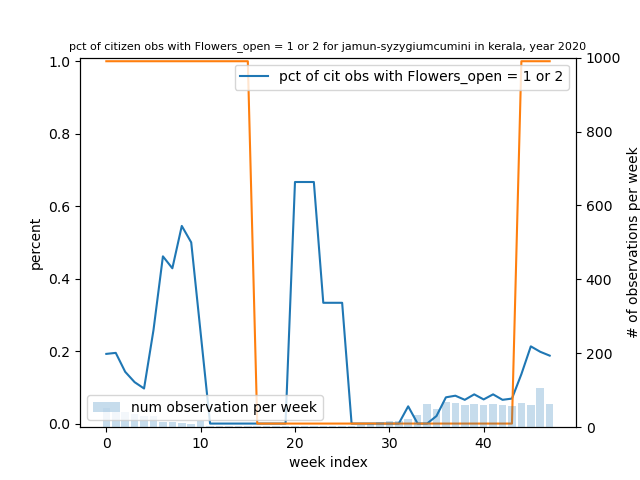 pct of citizen obs with Flowers_open = 1 or 2 for jamun-syzygiumcumini in kerala, year 2020
pct of cit obs with Flowers_open = 1 or 2
num observation per week
percent
1.0
0.8
0.6
0.4
0.2
0.0
1000
800
600
400
200
0
# of observations per week
0 10 20 30 40
week index